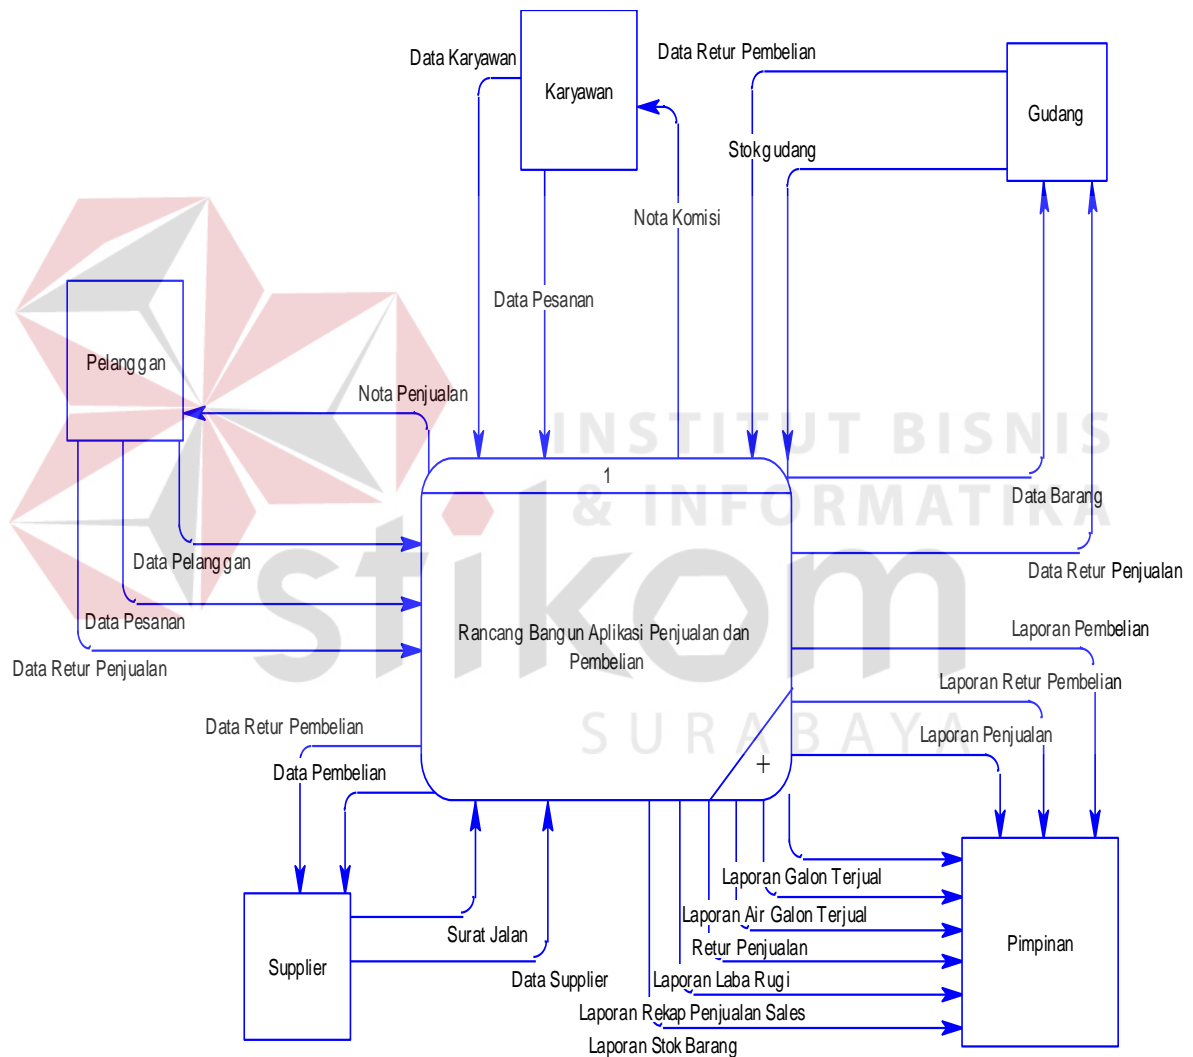 Data Karyawan
Karyawan
Data Retur Pembelian
Gudang
Stok gudang
Nota Komisi
Data Pesanan
Pelanggan
Nota Penjualan
INSTITUT BISNIS
& INFORMATIKA
1
Data Barang
Data Pelanggan
Data Retur Penjualan
stikom
Data Pesanan
Rancang Bangun Aplikasi Penjualan dan
Pembelian
Laporan Pembelian
Data Retur Penjualan
Laporan Retur Pembelian
SURABAYA
Data Retur Pembelian
Laporan Penjualan
Data Pembelian
+
Laporan Galon Terjual
Laporan Air Galon Terjual
Surat Jalan
Retur Penjualan
Pimpinan
Supplier
Data Supplier
Laporan Laba Rugi
Laporan Rekap Penjualan Sales
Laporan Stok Barang